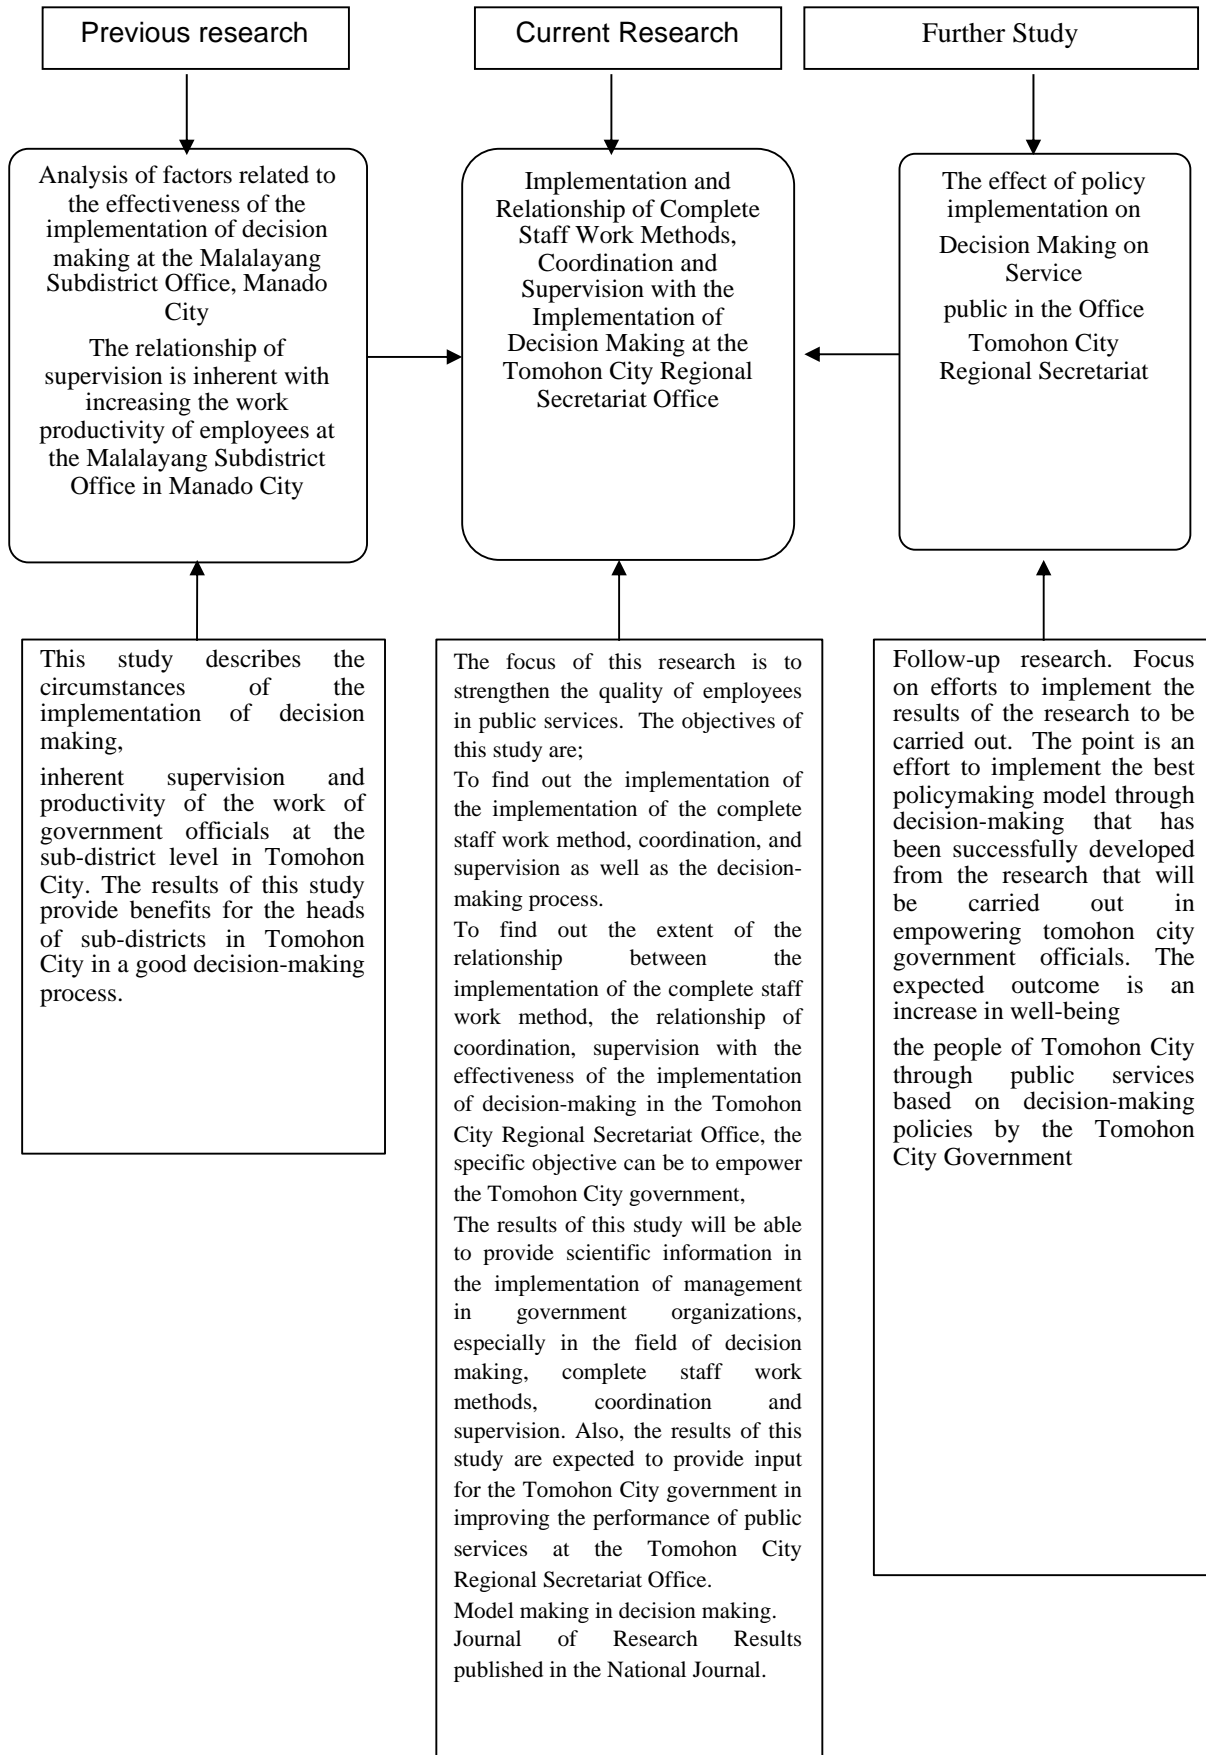 Previous research
Current Research
Further Study
Analysis of factors related to
the effectiveness of the
implementation of decision
making at the Malalayang
Subdistrict Office, Manado
City
The relationship of
supervision is inherent with
increasing the work
productivity of employees at
the Malalayang Subdistrict
Office in Manado City
Implementation and
Relationship of Complete
Staff Work Methods,
Coordination and
Supervision with the
Implementation of
Decision Making at the
Tomohon City Regional
Secretariat Office
The effect of policy
implementation on
Decision Making on
Service
public in the Office
Tomohon City
Regional Secretariat
This study describes the
circumstances of the
implementation of decision
making,
inherent supervision and
productivity of the work of
government officials at the
sub-district level in Tomohon
City. The results of this study
provide benefits for the heads
of sub-districts in Tomohon
City in a good decision-making
process.
The focus of this research is to
strengthen the quality of employees
in public services. The objectives of
this study are;
To find out the implementation of
the implementation of the complete
staff work method, coordination, and
supervision as well as the decision-
making process.
To find out the extent of the
relationship between the
implementation of the complete staff
work method, the relationship of
coordination, supervision with the
effectiveness of the implementation
of decision-making in the Tomohon
City Regional Secretariat Office, the
specific objective can be to empower
the Tomohon City government,
The results of this study will be able
to provide scientific information in
the implementation of management
in government organizations,
especially in the field of decision
making, complete staff work
methods, coordination and
supervision. Also, the results of this
study are expected to provide input
for the Tomohon City government in
improving the performance of public
services at the Tomohon City
Regional Secretariat Office.
Model making in decision making.
Journal of Research Results
published in the National Journal.
Follow-up research. Focus
on efforts to implement the
results of the research to be
carried out. The point is an
effort to implement the best
policymaking model through
decision-making that has
been successfully developed
from the research that will
be carried out in
empowering tomohon city
government officials. The
expected outcome is an
increase in well-being
the people of Tomohon City
through public services
based on decision-making
policies by the Tomohon
City Government